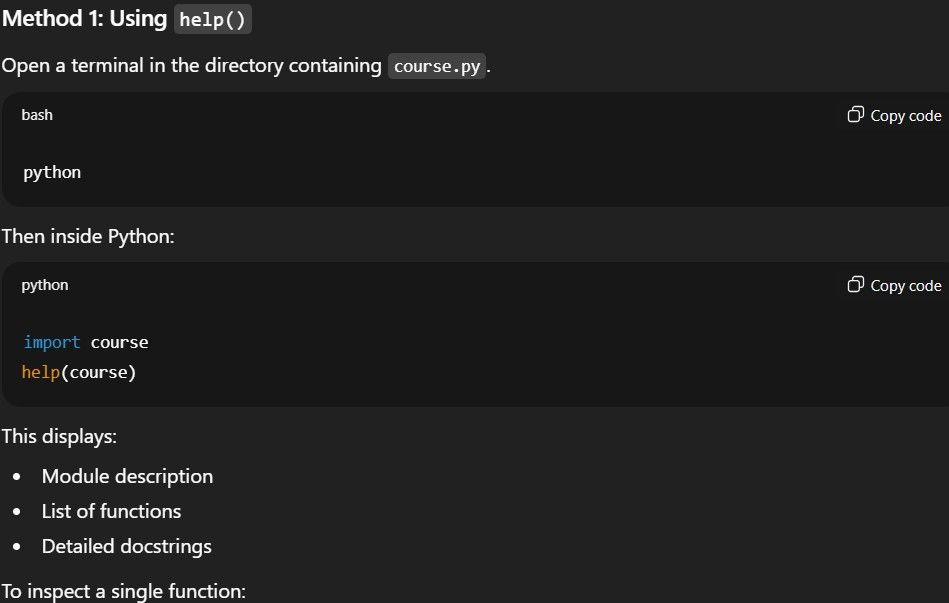 Method 1: Using help()
Open a terminal in the directory containing course.py.
bash
Copy code
python
Then inside Python:
python
Copy code
import course
help(course)
This displays:
• Module description
• List of functions
• Detailed docstrings
To inspect a single function: